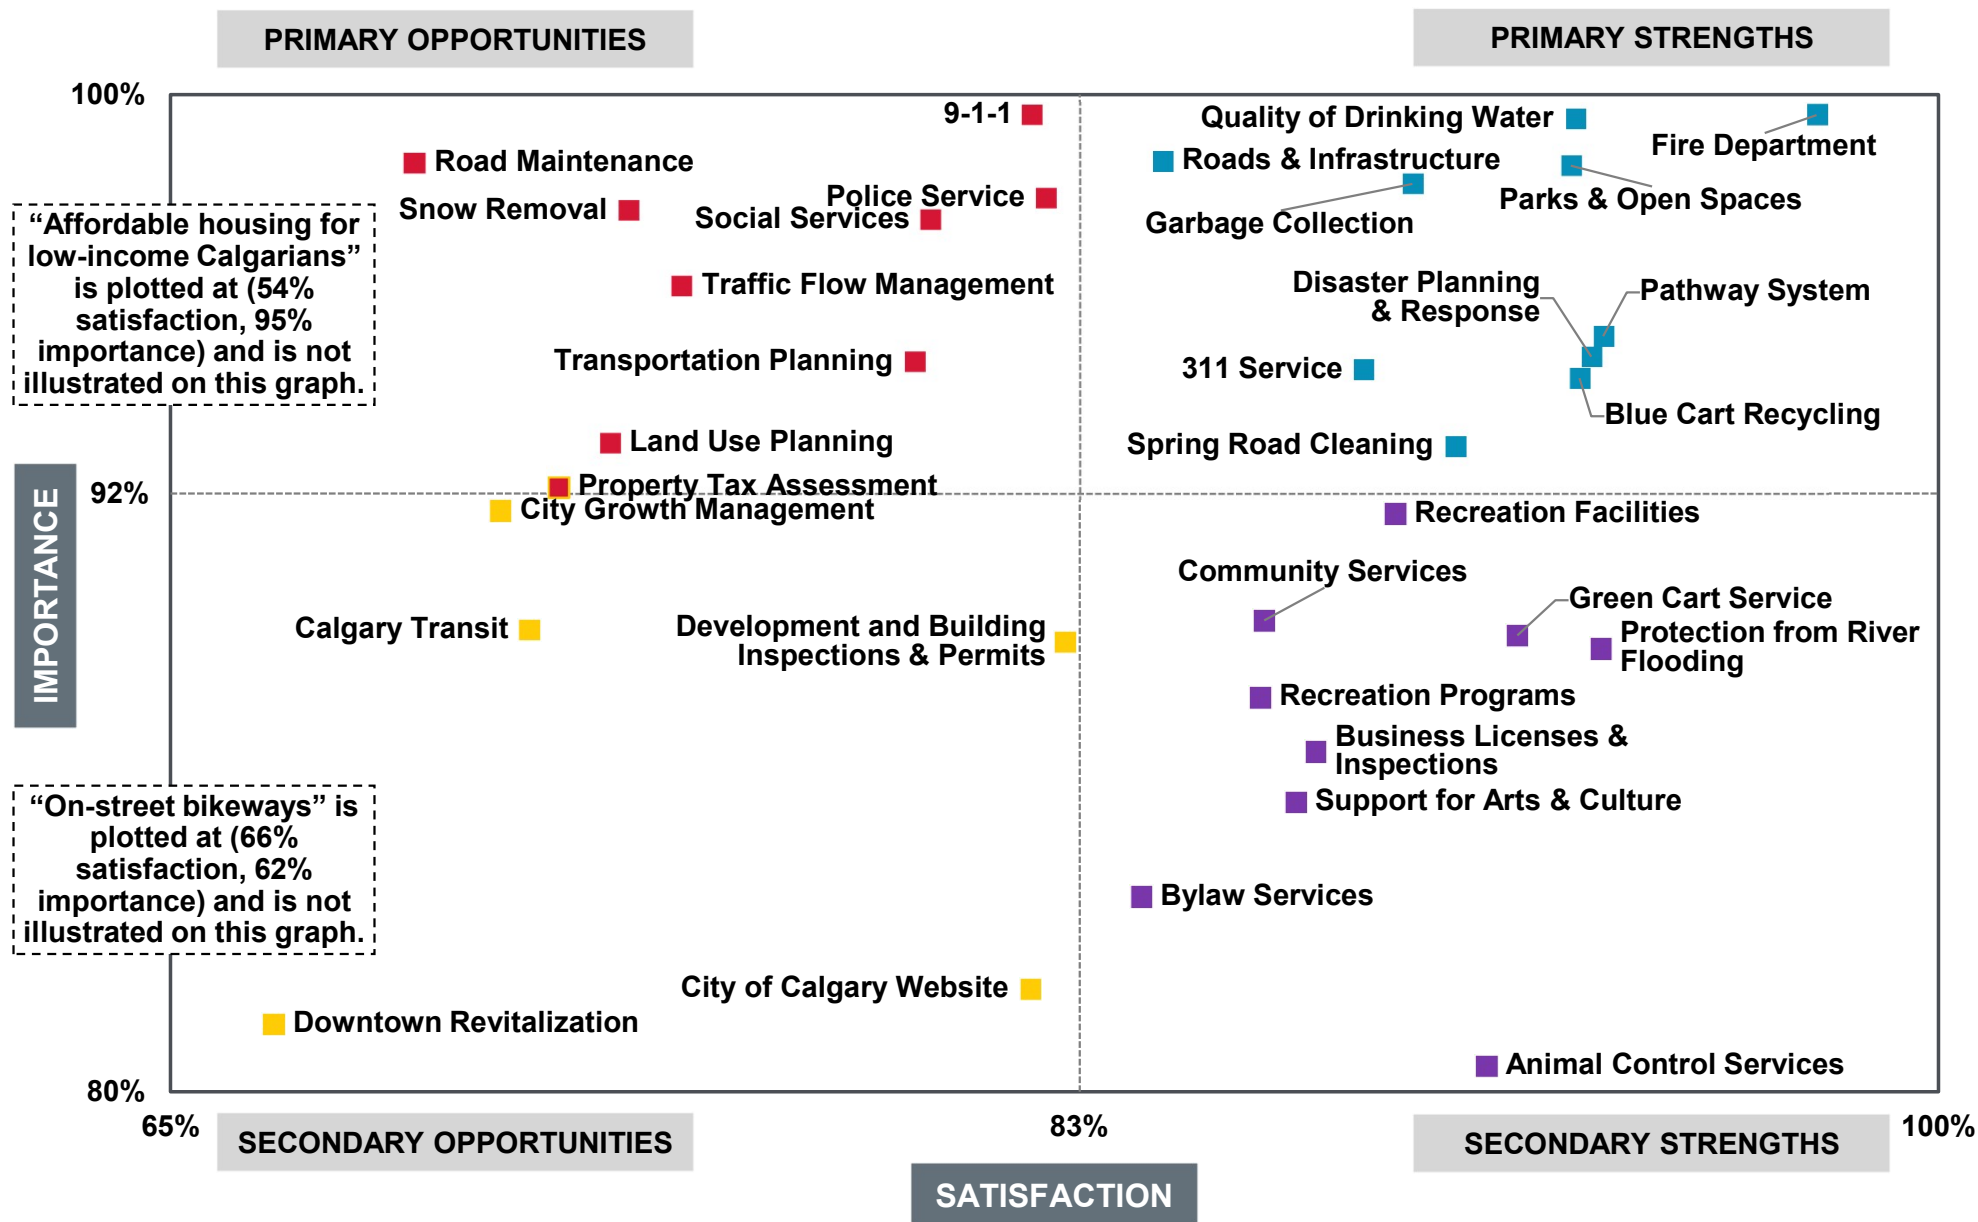 PRIMARY OPPORTUNITIES
PRIMARY STRENGTHS
100%
9-1-1
Quality of Drinking Water
Fire Department
Road Maintenance
Roads & Infrastructure
Parks & Open Spaces
Snow Removal
Police Service
Social Services
Garbage Collection
“Affordable housing for
low-income Calgarians”
is plotted at (54%
satisfaction, 95%
importance) and is not
illustrated on this graph.
Traffic Flow Management
Disaster Planning
& Response
Pathway System
Transportation Planning
311 Service
Blue Cart Recycling
Land Use Planning
Spring Road Cleaning
92%
Property Tax Assessment
City Growth Management
Recreation Facilities
IMPORTANCE
Community Services
Green Cart Service
Calgary Transit
Development and Building
Inspections & Permits
Protection from River
Flooding
Recreation Programs
Business Licenses &
Inspections
Support for Arts & Culture
“On-street bikeways” is
plotted at (66%
satisfaction, 62%
importance) and is not
illustrated on this graph.
Bylaw Services
City of Calgary Website
Downtown Revitalization
Animal Control Services
80%
65%
83%
100%
SECONDARY OPPORTUNITIES
SECONDARY STRENGTHS
SATISFACTION